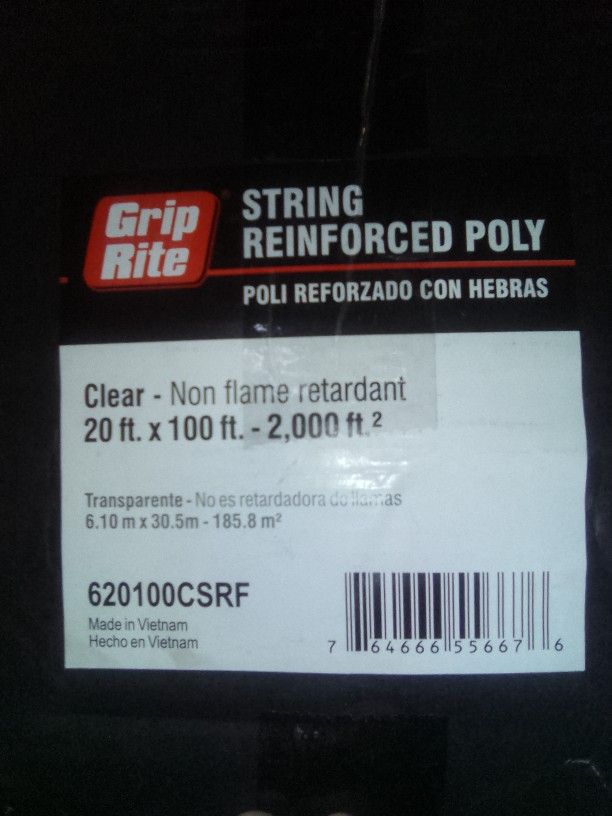 Grip
Rite
STRING
REINFORCED POLY
POLI REFORZADO CON HEBRAS
Clear - Non flame retardant
20 ft. x 100 ft. - 2,000 ft.²
Transparente - No es retardadora de llamas
6.10 m x 30.5m - 185.8 m²
620100CSRF
Made in Vietnam
Hecho en Vietnam
7 64666 55667 6